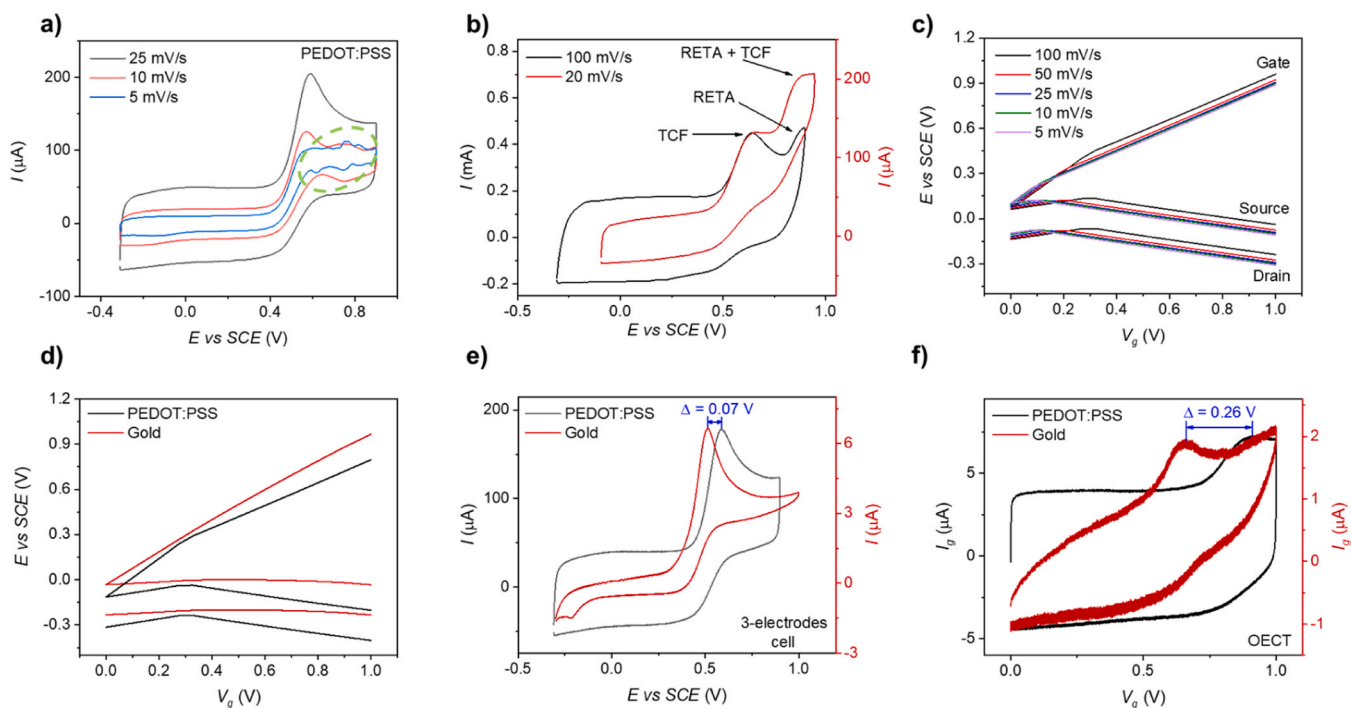 a)
PEDOT:PSS
25 mV/s
10 mV/s
5 mV/s
200
100
0
-100
I (µA)
-0.4
0.0
0.4
0.8
E vs SCE (V)
b)
100 mV/s
20 mV/s
RETA + TCF
RETA
TCF
0.8
0.6
0.4
0.2
0.0
-0.2
I (mA)
200
100
0
I (µA)
-0.5
0.0
0.5
1.0
E vs SCE (V)
c)
100 mV/s
50 mV/s
25 mV/s
10 mV/s
5 mV/s
Gate
Source
Drain
1.2
0.9
0.6
0.3
0.0
-0.3
E vs SCE (V)
0.0
0.2
0.4
0.6
0.8
1.0
Vg (V)
d)
PEDOT:PSS
Gold
1.2
0.9
0.6
0.3
0.0
-0.3
E vs SCE (V)
0.0
0.2
0.4
0.6
0.8
1.0
Vg (V)
e)
PEDOT:PSS
Gold
Δ = 0.07 V
3-electrodes
cell
200
100
0
I (µA)
6
3
0
-3
I (µA)
-0.5
0.0
0.5
1.0
E vs SCE (V)
f)
PEDOT:PSS
Gold
Δ = 0.26 V
OECT
5
0
-5
Ig (µA)
2
1
0
-1
Ig (µA)
0.0
0.5
1.0
Vg (V)